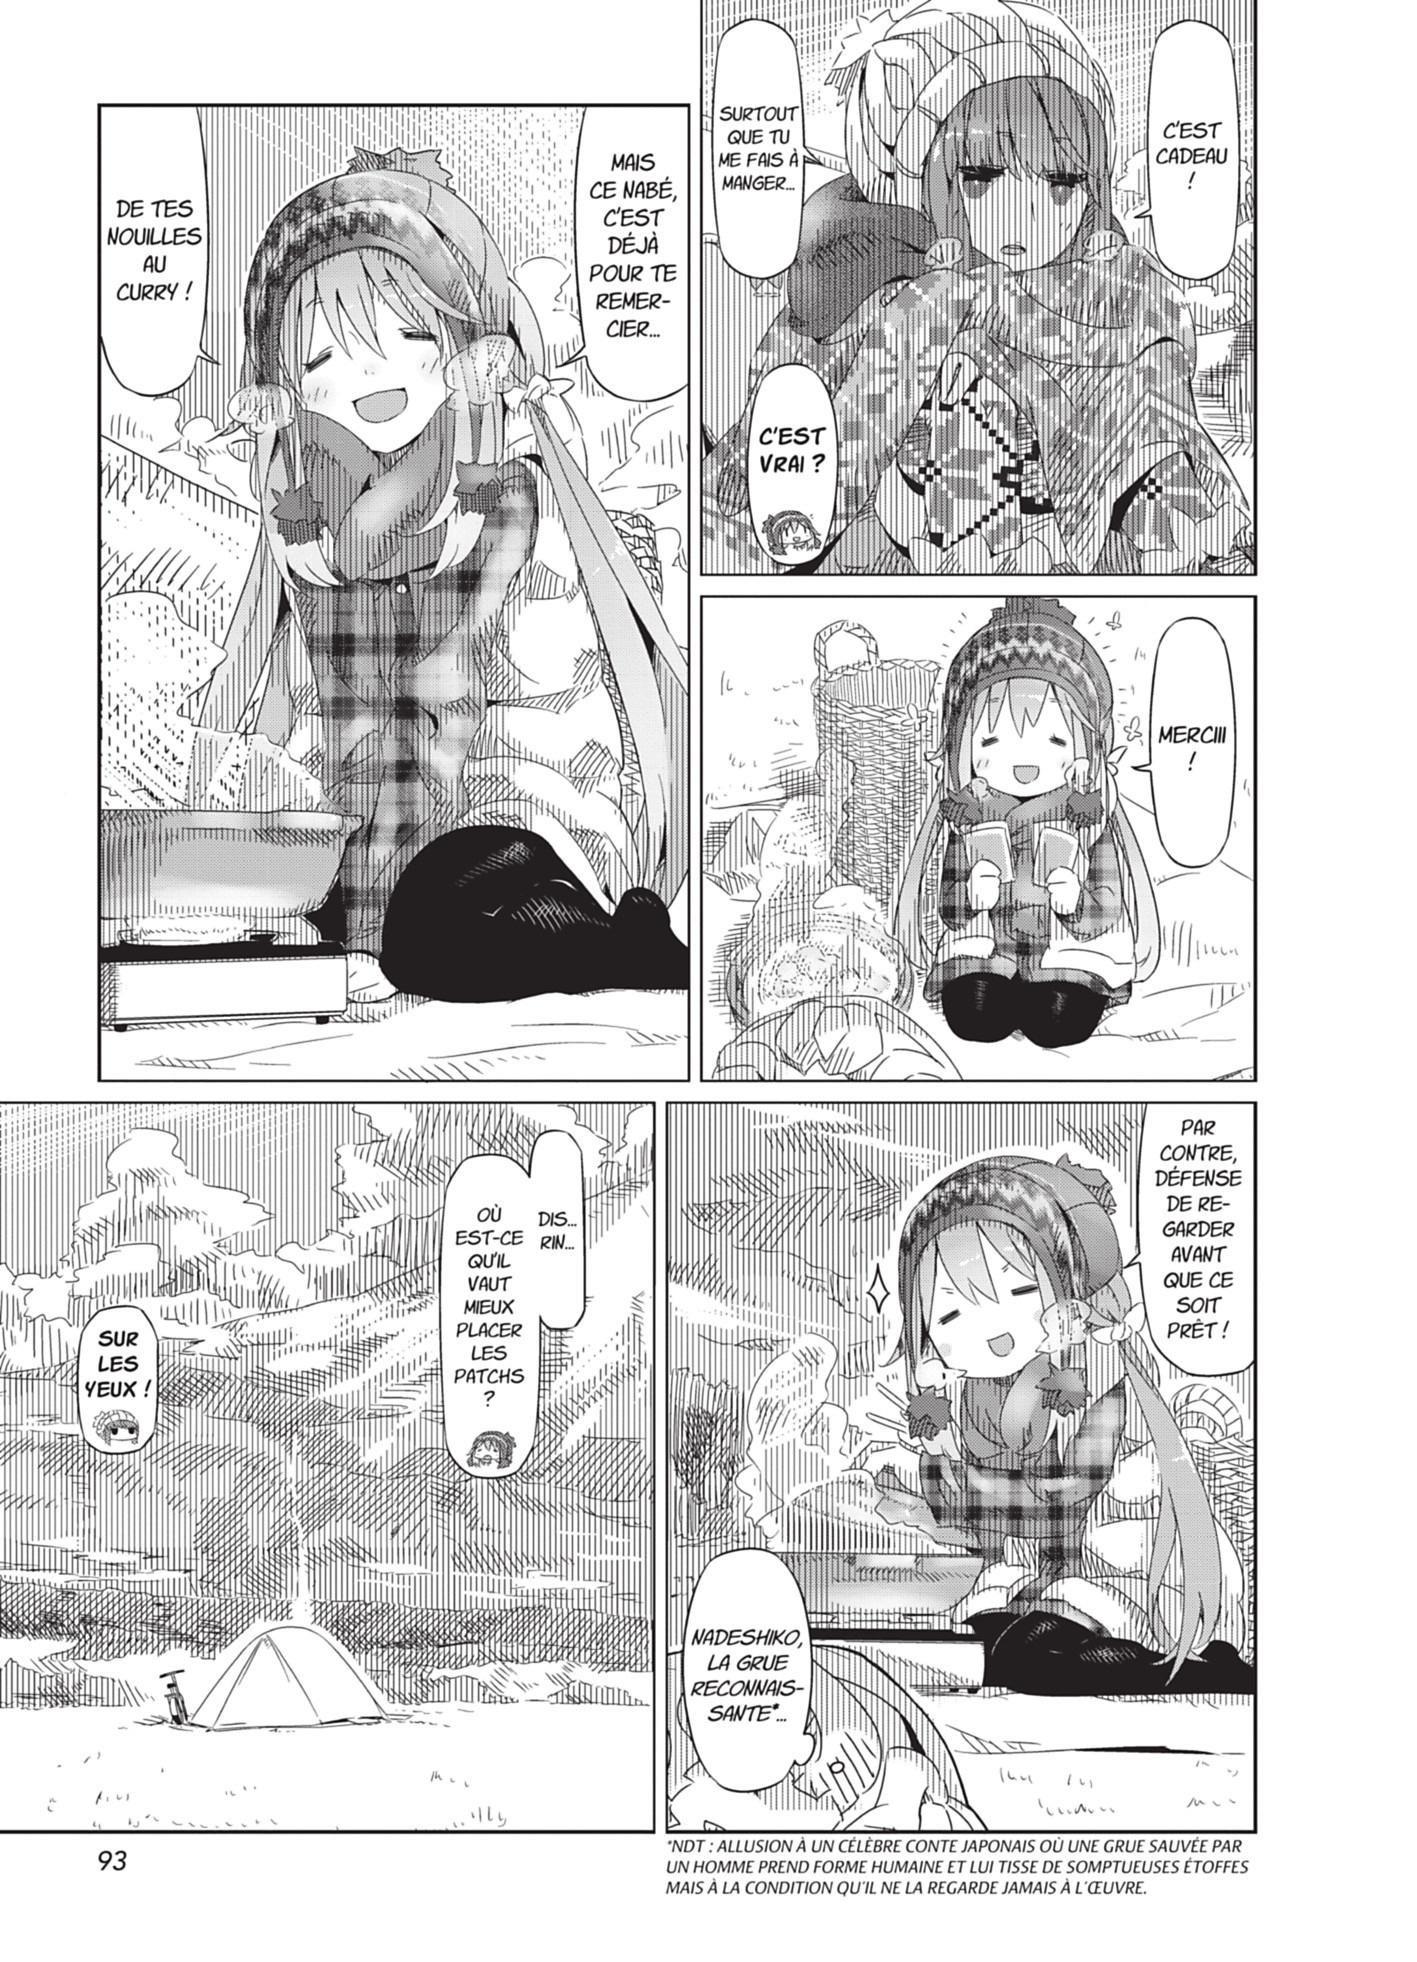 C'EST
CADEAU
!
SURTOUT
QUE TU
ME FAIS À
MANGER...
C'EST
VRAI ?
MERCIII
!
MAIS
CE NABÉ,
C'EST
DÉJÀ
POUR TE
REMER-
CIER...
DE TES
NOUILLES
AU
CURRY !
PAR
CONTRE,
DÉFENSE
DE RE-
GARDER
AVANT
QUE CE
SOIT
PRÊT !
NADESHIKO,
LA GRUE
RECONNAIS-
SANTE*...
DIS...
RIN...
OÙ
EST-CE
QU'IL
VAUT
MIEUX
PLACER
LES
PATCHS
?
SUR
LES
YEUX !
*NDT : ALLUSION À UN CÉLÈBRE CONTE JAPONAIS OÙ UNE GRUE SAUVÉE PAR
UN HOMME PREND FORME HUMAINE ET LUI TISSE DE SOMPTUEUSES ÉTOFFES
MAIS À LA CONDITION QU'IL NE LA REGARDE JAMAIS À L'ŒUVRE.
93